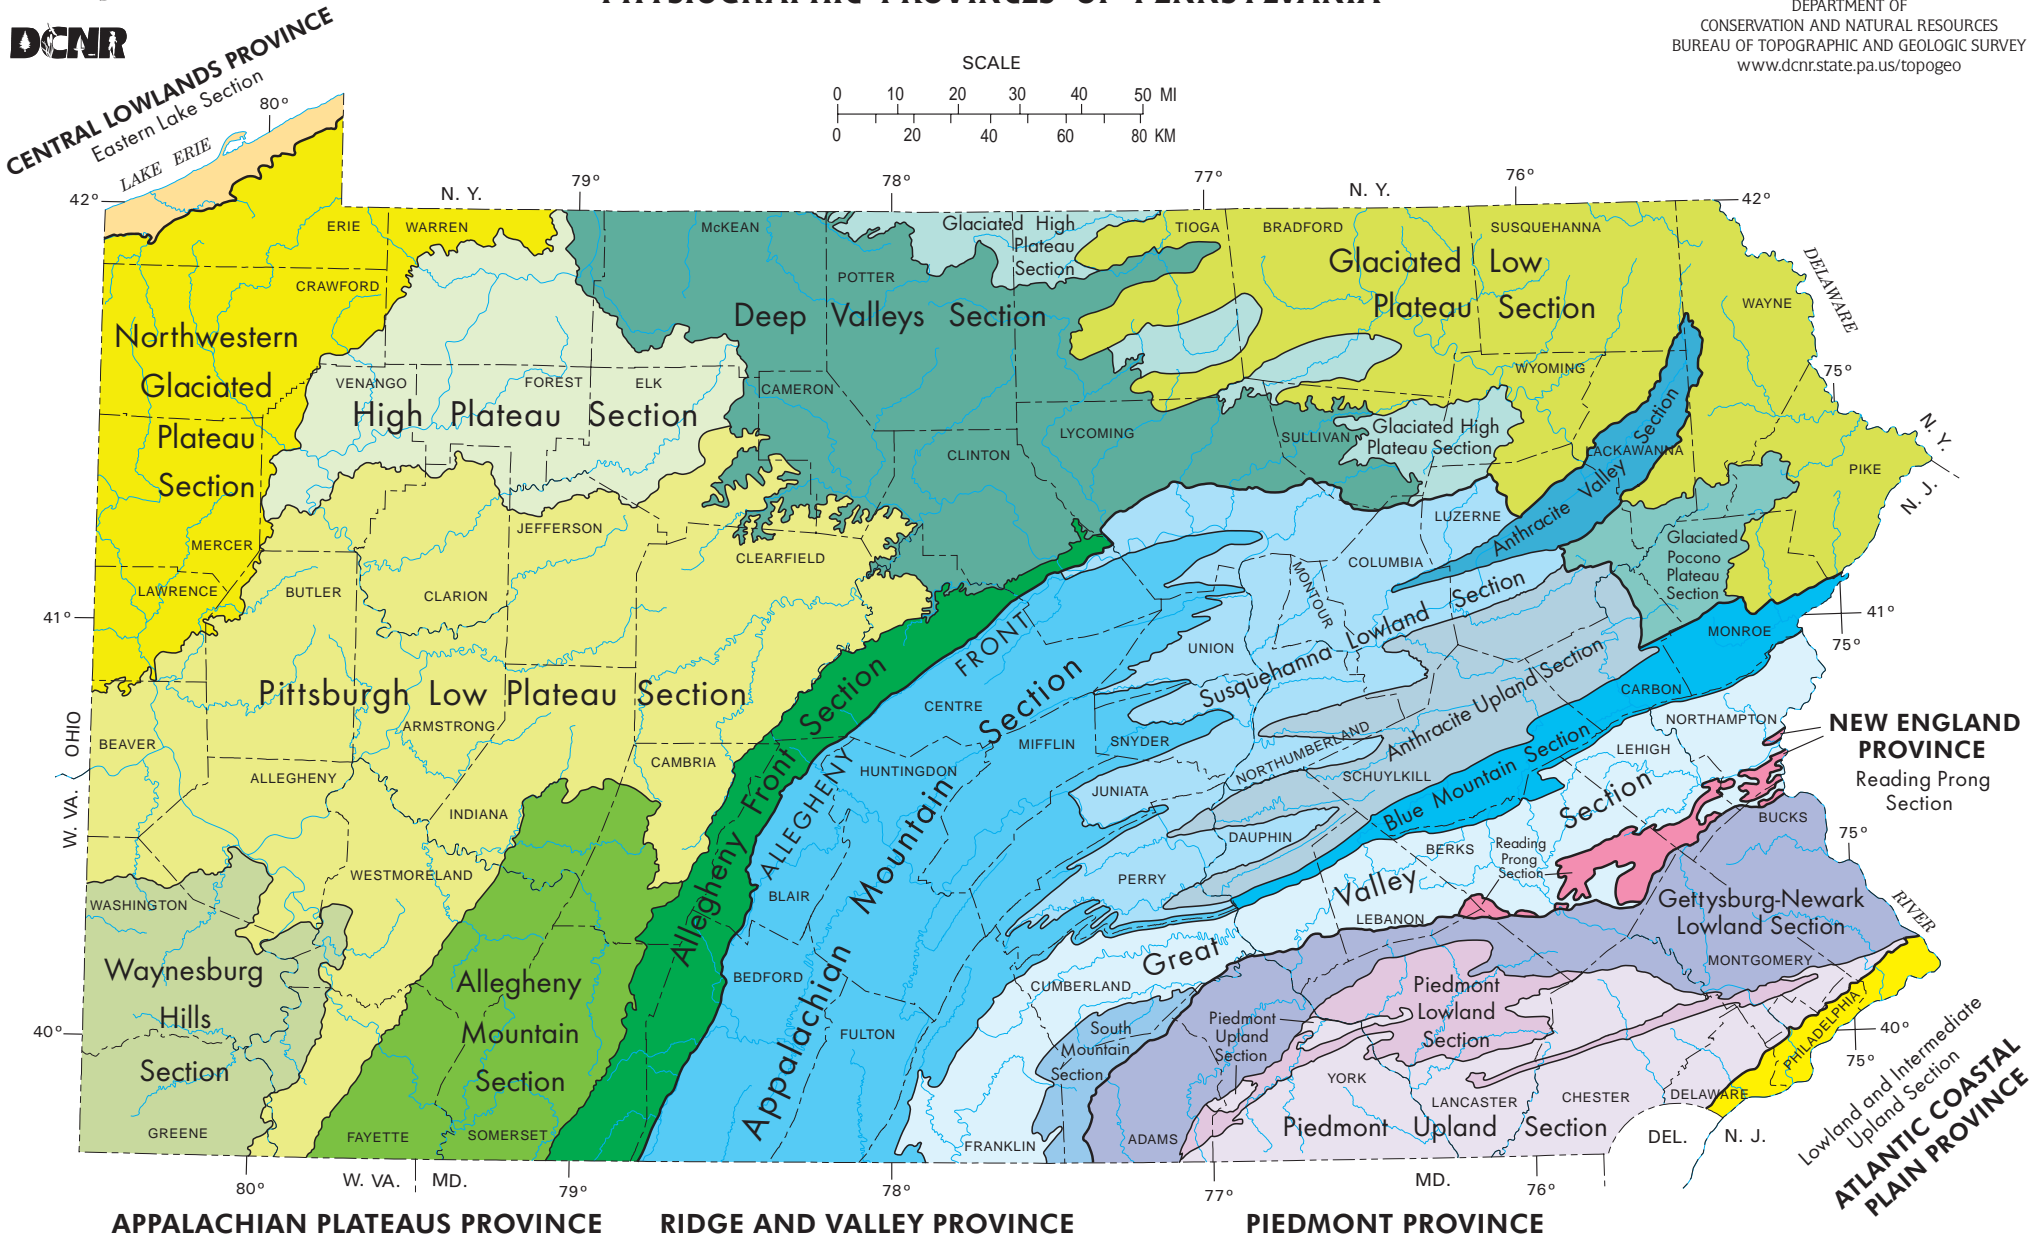 PHYSIOGRAPHIC PROVINCES OF PENNSYLVANIA
DCNR
DEPARTMENT OF
CONSERVATION AND NATURAL RESOURCES
BUREAU OF TOPOGRAPHIC AND GEOLOGIC SURVEY
www.dcnr.state.pa.us/topogeo
SCALE
0 10 20 30 40 50 MI
0 20 40 60 80 KM
CENTRAL LOWLANDS PROVINCE
Eastern Lake Section
LAKE ERIE
80°
42°
N. Y.
79°
78°
77°
N. Y.
76°
42°
ERIE
WARREN
McKEAN
Glaciated High
Plateau
Section
TIOGA
BRADFORD
SUSQUEHANNA
CRAWFORD
POTTER
Glaciated Low
Plateau Section
WAYNE
DELAWARE
Northwestern
Glaciated
Plateau
Section
Deep Valleys Section
VENANGO
FOREST
ELK
CAMERON
WYOMING
75°
High Plateau Section
LYCOMING
SULLIVAN
Glaciated High
Plateau Section
LACKAWANNA
Anthracite Valley Section
N. Y.
N. J.
PIKE
CLINTON
MERCER
JEFFERSON
CLEARFIELD
LUZERNE
Glaciated
Pocono
Plateau
Section
LAWRENCE
BUTLER
CLARION
COLUMBIA
MONTOUR
41°
41°
75°
MONROE
UNION
Susquehanna Lowland Section
Pittsburgh Low Plateau Section
ARMSTRONG
CENTRE
CARBON
Anthracite Upland Section
BEAVER
OHIO
W. VA.
ALLEGHENY
CAMBRIA
HUNTINGDON
MIFFLIN
SNYDER
NORTHUMBERLAND
SCHUYLKILL
LEHIGH
NORTHAMPTON
NEW ENGLAND
PROVINCE
Reading Prong
Section
INDIANA
JUNIATA
DAUPHIN
Blue Mountain Section
BERKS
Reading
Prong
Section
BUCKS
75°
Allegheny Front Section
ALLEGHENY FRONT
Appalachian Mountain Section
WESTMORELAND
WASHINGTON
BLAIR
PERRY
LEBANON
Great Valley Section
Gettysburg-Newark
Lowland Section
RIVER
Waynesburg
Hills
Section
Allegheny
Mountain
Section
BEDFORD
CUMBERLAND
MONTGOMERY
Piedmont
Lowland
Section
40°
FULTON
South
Mountain
Section
Piedmont
Upland
Section
PHILADELPHIA
40°
75°
YORK
LANCASTER
CHESTER
DELAWARE
GREENE
FAYETTE
SOMERSET
FRANKLIN
ADAMS
Piedmont Upland Section
DEL.
N. J.
Lowland and Intermediate
Upland Section
ATLANTIC COASTAL
PLAIN PROVINCE
80°
W. VA.
MD.
79°
78°
77°
MD.
76°
APPALACHIAN PLATEAUS PROVINCE
RIDGE AND VALLEY PROVINCE
PIEDMONT PROVINCE